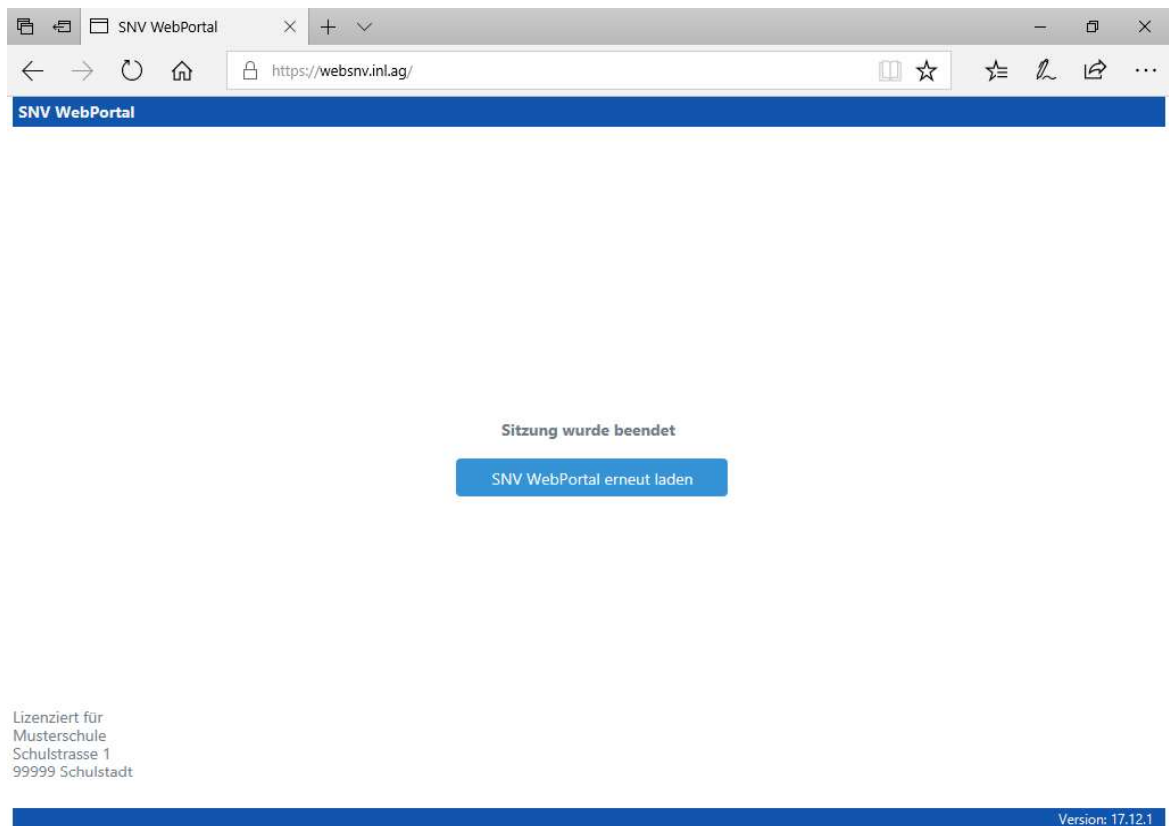 SNV WebPortal
https://websnv.inl.ag/
SNV WebPortal
Sitzung wurde beendet
SNV WebPortal erneut laden
Lizenziert für
Musterschule
Schulstrasse 1
99999 Schulstadt
Version: 17.12.1